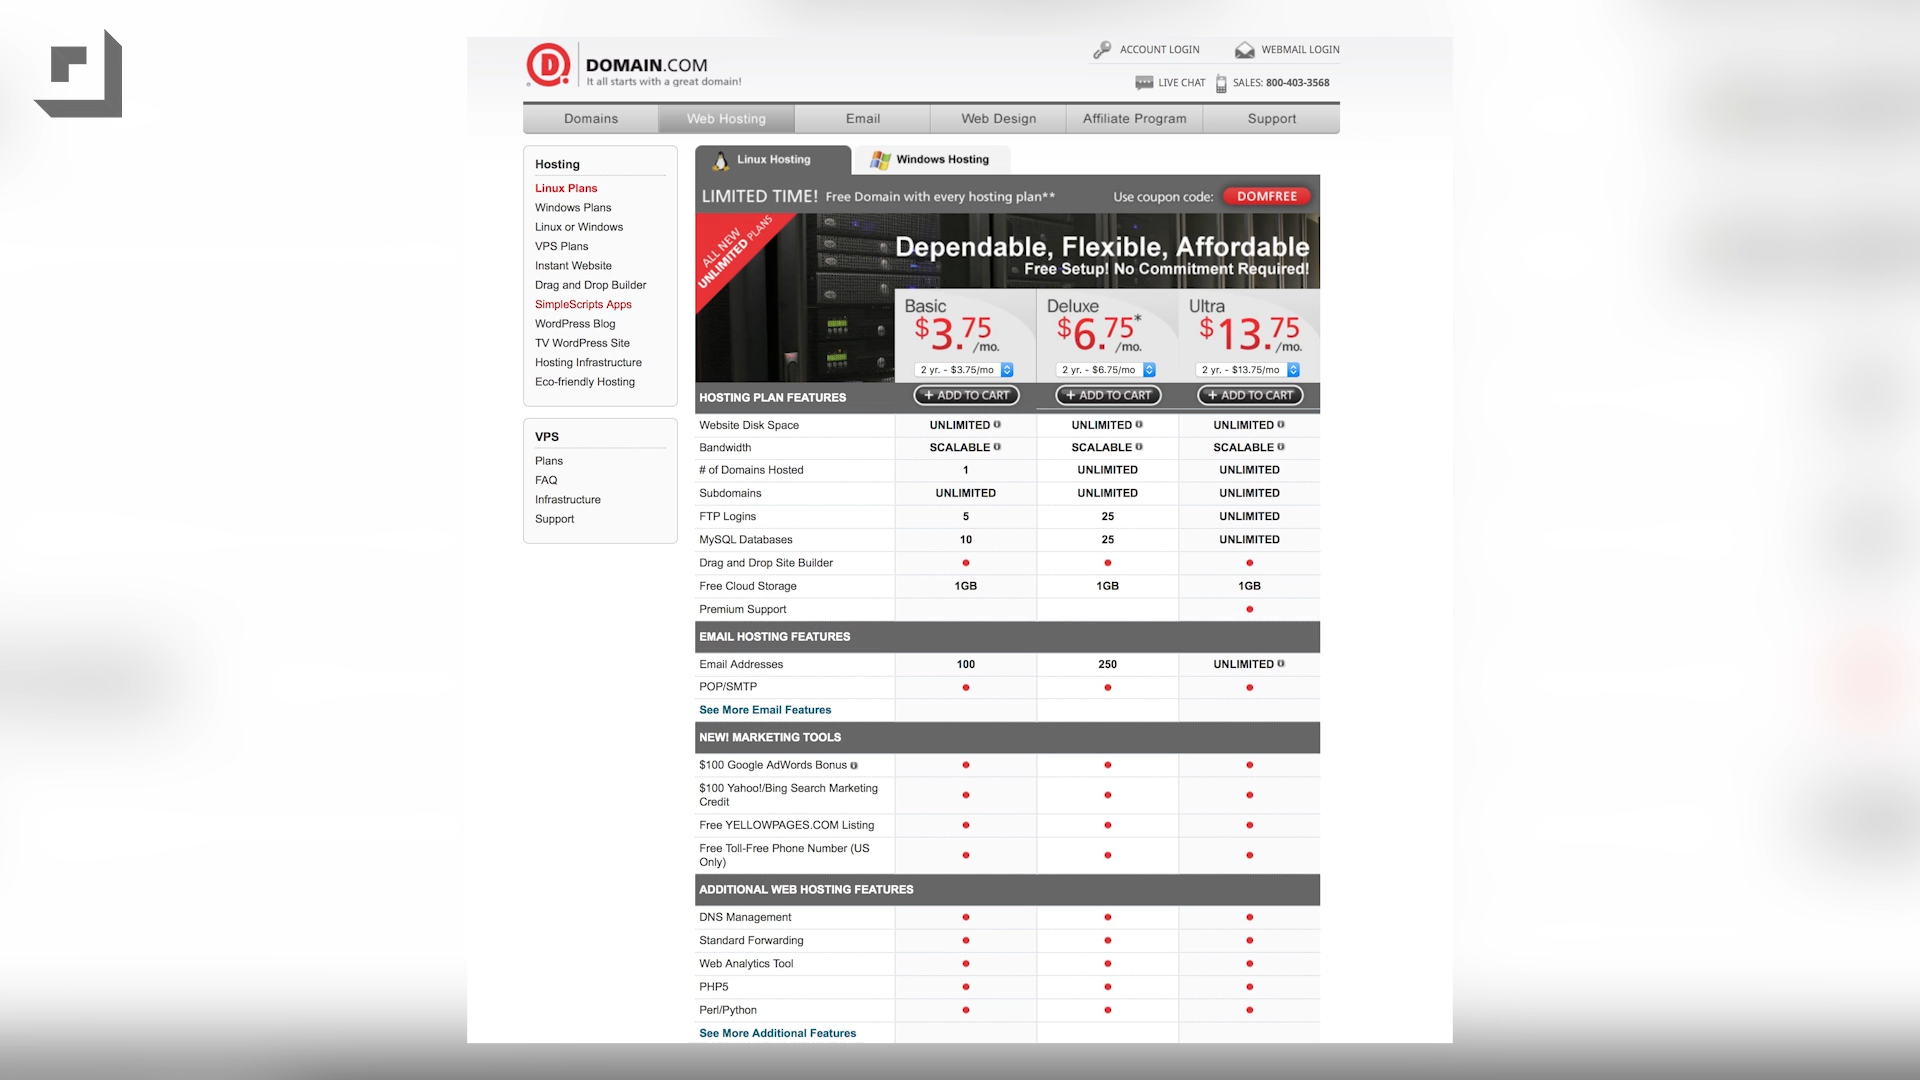 DOMAIN.COM
It all starts with a great domain!
ACCOUNT LOGIN
WEBMAIL LOGIN
LIVE CHAT
SALES: 800-403-3568
Domains
Web Hosting
Email
Web Design
Affiliate Program
Support
Hosting
Linux Plans
Windows Plans
Linux or Windows
VPS Plans
Instant Website
Drag and Drop Builder
SimpleScripts Apps
WordPress Blog
TV WordPress Site
Hosting Infrastructure
Eco-friendly Hosting
VPS
Plans
FAQ
Infrastructure
Support
Linux Hosting
Windows Hosting
LIMITED TIME! Free Domain with every hosting plan**
Use coupon code: DOMFREE
ALL NEW
UNLIMITED PLANS
Dependable, Flexible, Affordable
Free Setup! No Commitment Required!
Basic
$3.75
/mo.
2 yr. - $3.75/mo
Deluxe
$6.75*
/mo.
2 yr. - $6.75/mo
Ultra
$13.75
/mo.
2 yr. - $13.75/mo
HOSTING PLAN FEATURES
+ ADD TO CART
+ ADD TO CART
+ ADD TO CART
Website Disk Space UNLIMITED UNLIMITED UNLIMITED
Bandwidth SCALABLE SCALABLE SCALABLE
# of Domains Hosted 1 UNLIMITED UNLIMITED
Subdomains UNLIMITED UNLIMITED UNLIMITED
FTP Logins 5 25 UNLIMITED
MySQL Databases 10 25 UNLIMITED
Drag and Drop Site Builder
Free Cloud Storage 1GB 1GB 1GB
Premium Support
EMAIL HOSTING FEATURES
Email Addresses 100 250 UNLIMITED
POP/SMTP
See More Email Features
NEW! MARKETING TOOLS
$100 Google AdWords Bonus
$100 Yahoo!/Bing Search Marketing
Credit
Free YELLOWPAGES.COM Listing
Free Toll-Free Phone Number (US
Only)
ADDITIONAL WEB HOSTING FEATURES
DNS Management
Standard Forwarding
Web Analytics Tool
PHP5
Perl/Python
See More Additional Features